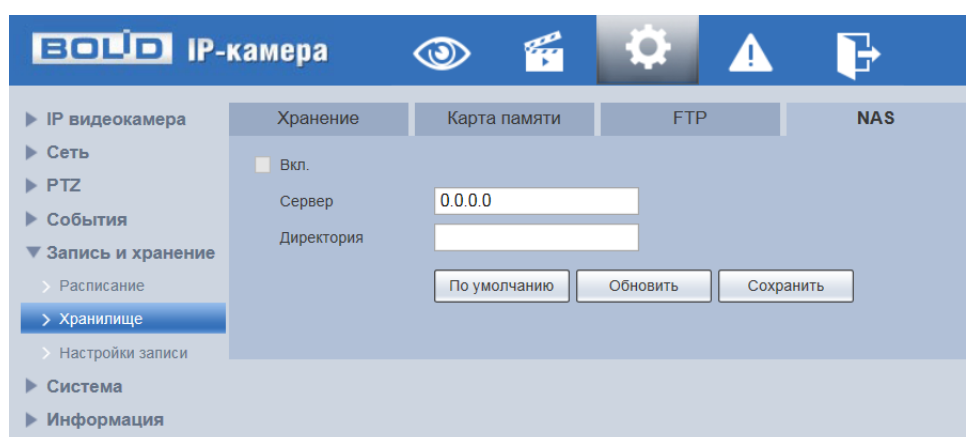 BOLID IP-камера
IP видеокамера
Сеть
PTZ
События
Запись и хранение
Расписание
Хранилище
Настройки записи
Система
Информация
Хранение Карта памяти FTP NAS
Вкл.
Сервер 0.0.0.0
Директория
По умолчанию Обновить Сохранить